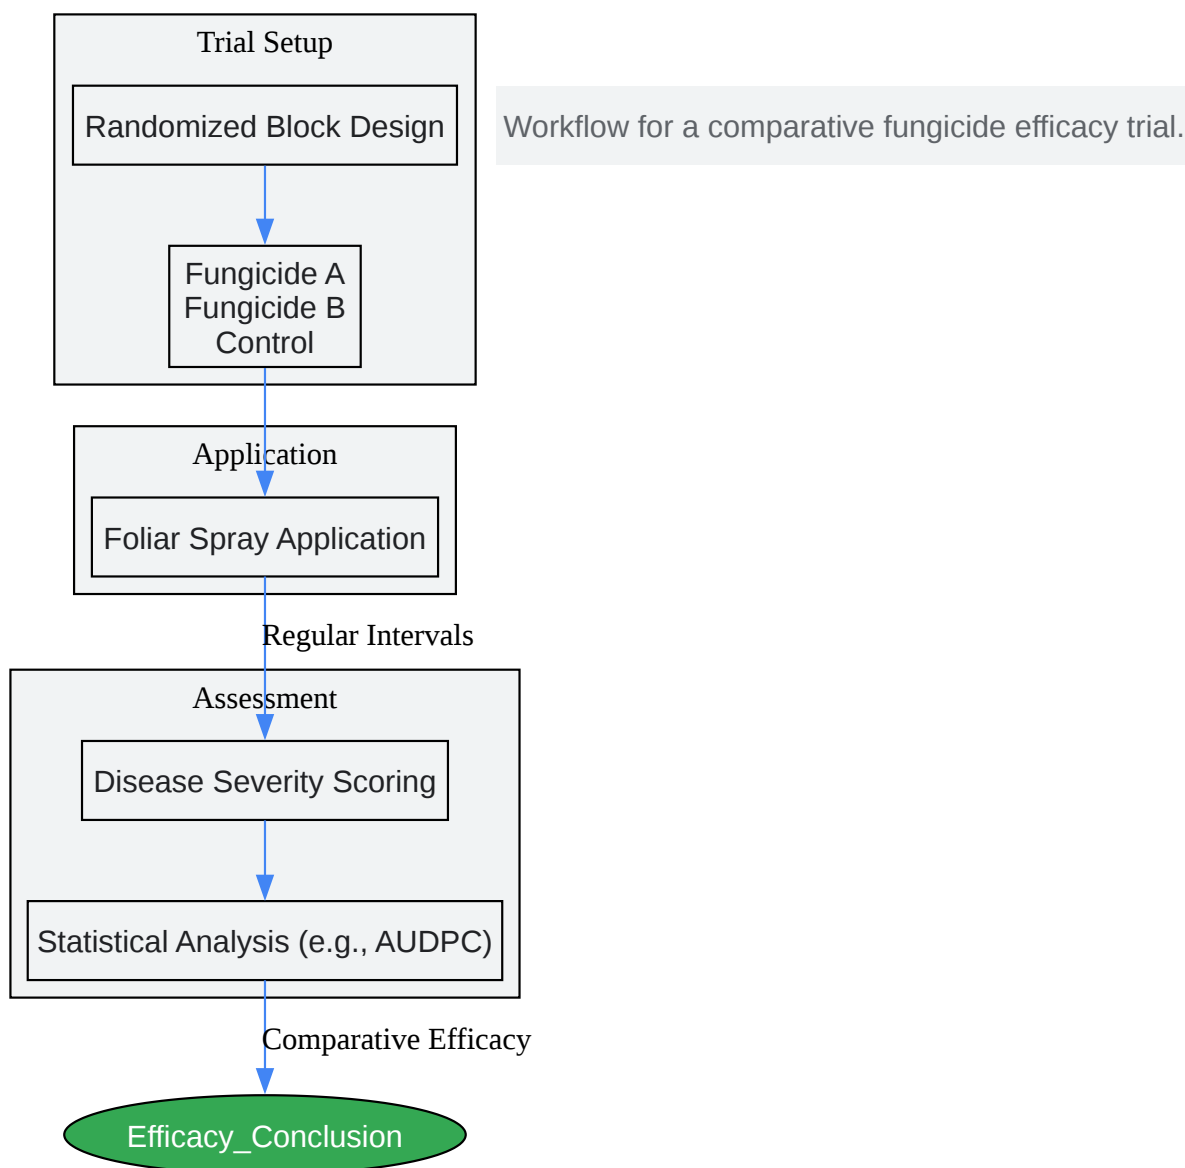 Trial Setup
Randomized Block Design
Workflow for a comparative fungicide efficacy trial.
Fungicide A
Fungicide B
Control
Application
Foliar Spray Application
Regular Intervals
Assessment
Disease Severity Scoring
Statistical Analysis (e.g., AUDPC)
Comparative Efficacy
Efficacy_Conclusion